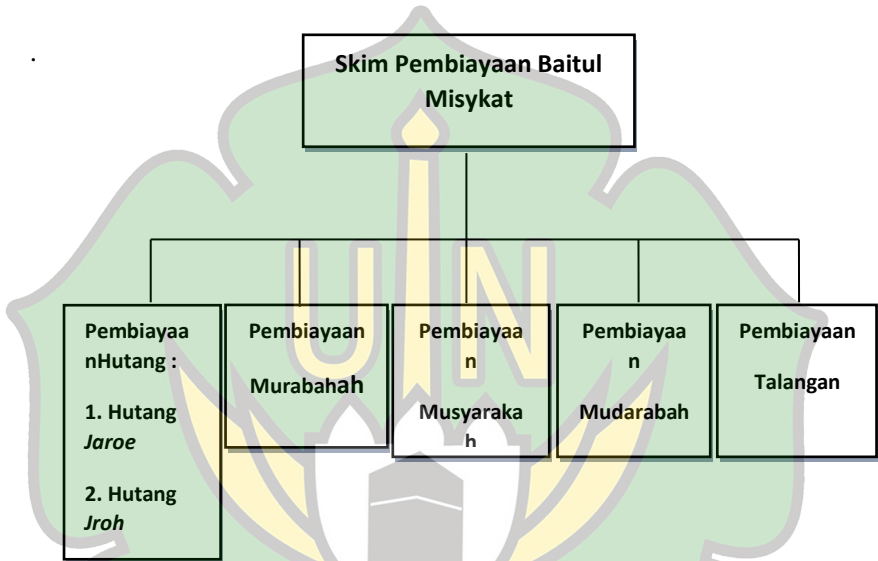 Skim Pembiayaan Baitul
Misykat
UIN
Pembiayaa
nHutang :
1. Hutang
Jaroe
2. Hutang
Jroh
Pembiayaan
Murabahah
Pembiayaa
n
Musyaraka
h
Pembiayaa
n
Mudarabah
Pembiayaan
Talangan